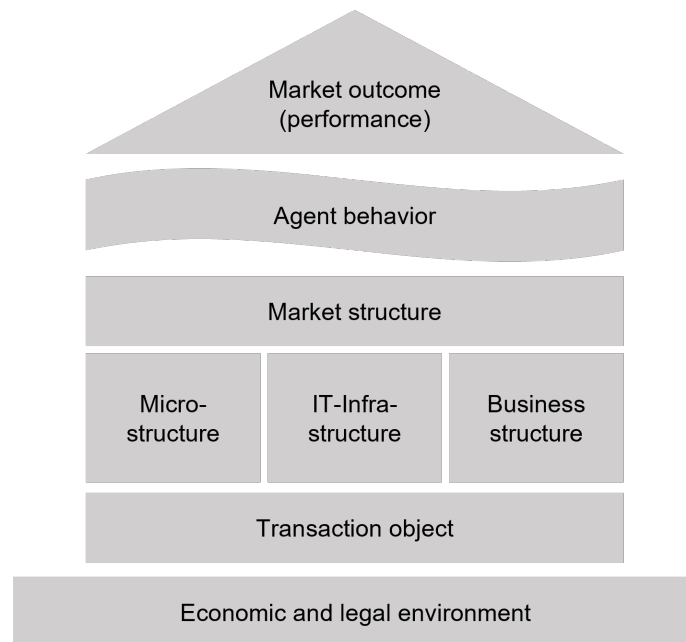 Market outcome
(performance)
Agent behavior
Market structure
Micro-
structure
IT-Infra-
structure
Business
structure
Transaction object
Economic and legal environment